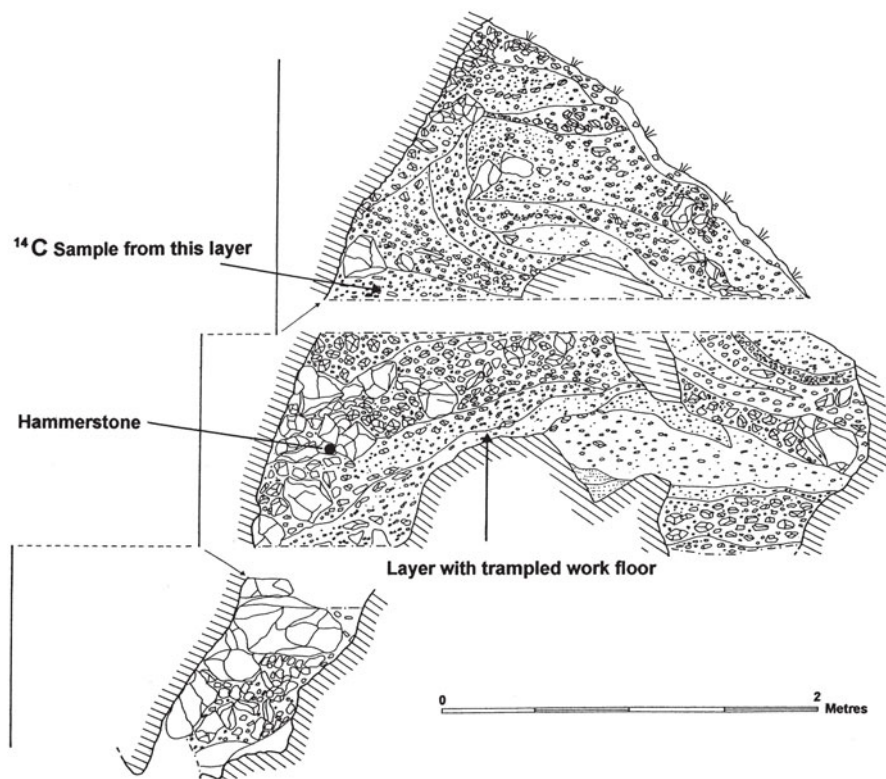 ¹⁴C Sample from this layer
Hammerstone
Layer with trampled work floor
0 2
Metres